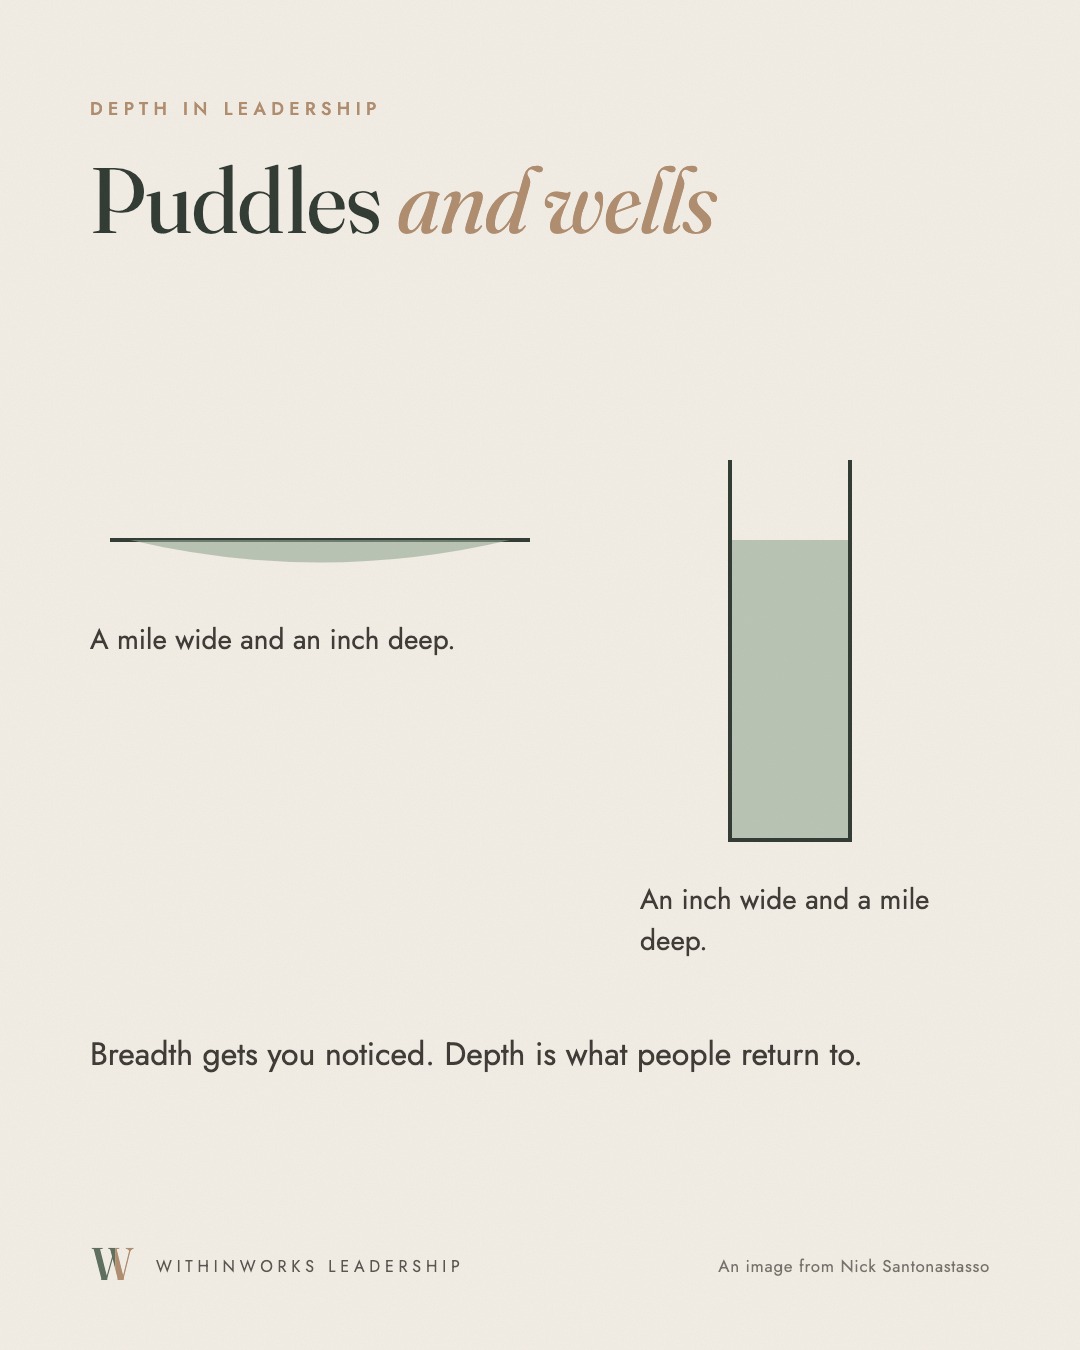 DEPTH IN LEADERSHIP
Puddles and wells
A mile wide and an inch deep.
An inch wide and a mile
deep.
Breadth gets you noticed. Depth is what people return to.
W WITHINWORKS LEADERSHIP
An image from Nick Santonastasso